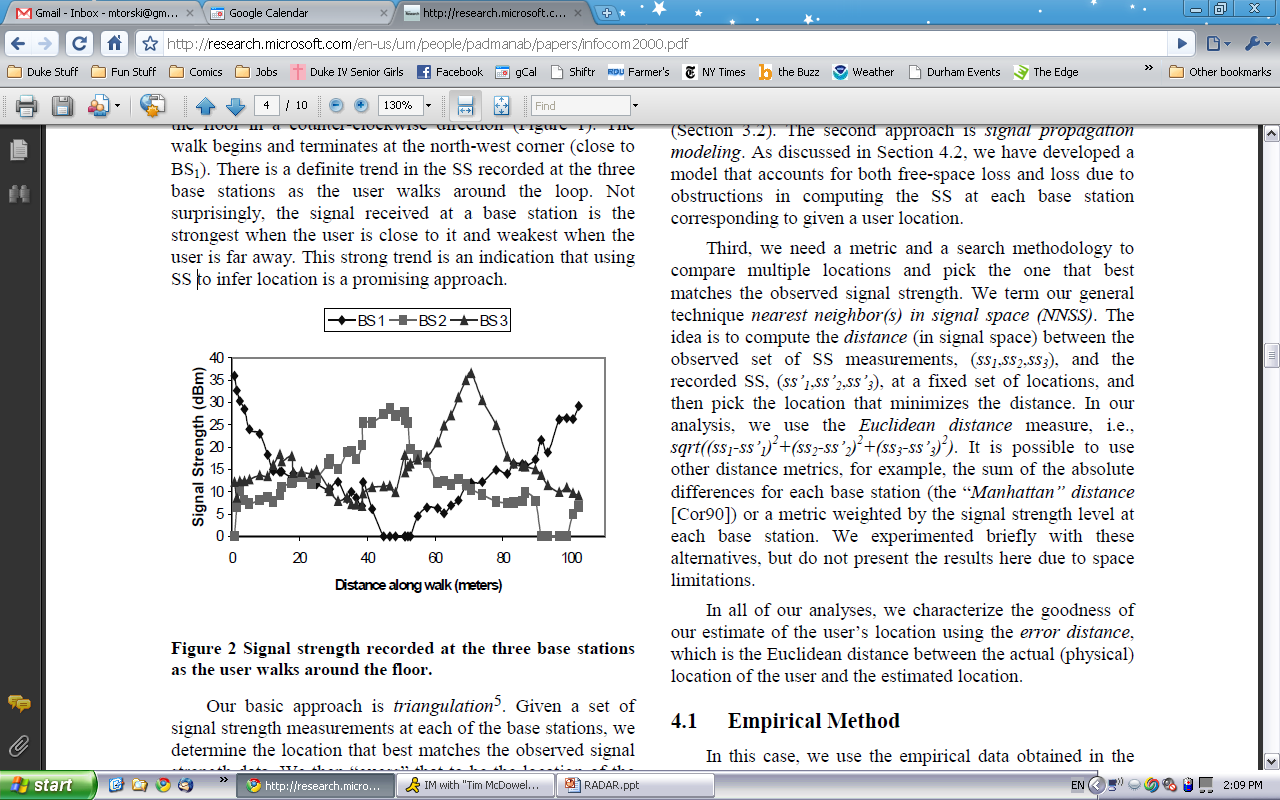 Gmail - Inbox - mtorski@gm...
Google Calendar
http://research.microsoft.c...
http://research.microsoft.com/en-us/um/people/padmanab/papers/infocom2000.pdf
Duke Stuff
Fun Stuff
Comics
Jobs
Duke IV Senior Girls
Facebook
gCal
Shiftr
Farmer's
NY Times
the Buzz
Weather
Durham Events
The Edge
»
Other bookmarks
4 / 10
130%
Find
the floor in a counter-clockwise direction (Figure 1). The
walk begins and terminates at the north-west corner (close to
BS1). There is a definite trend in the SS recorded at the three
base stations as the user walks around the loop. Not
surprisingly, the signal received at a base station is the
strongest when the user is close to it and weakest when the
user is far away. This strong trend is an indication that using
SS to infer location is a promising approach.
BS1 BS2 BS3
Signal Strength (dBm)
40
35
30
25
20
15
10
5
0
0 20 40 60 80 100
Distance along walk (meters)
Figure 2 Signal strength recorded at the three base stations
as the user walks around the floor.
Our basic approach is triangulation5. Given a set of
signal strength measurements at each of the base stations, we
determine the location that best matches the observed signal
(Section 3.2). The second approach is signal propagation
modeling. As discussed in Section 4.2, we have developed a
model that accounts for both free-space loss and loss due to
obstructions in computing the SS at each base station
corresponding to given a user location.
Third, we need a metric and a search methodology to
compare multiple locations and pick the one that best
matches the observed signal strength. We term our general
technique nearest neighbor(s) in signal space (NNSS). The
idea is to compute the distance (in signal space) between the
observed set of SS measurements, (ss1,ss2,ss3), and the
recorded SS, (ss'1,ss'2,ss'3), at a fixed set of locations, and
then pick the location that minimizes the distance. In our
analysis, we use the Euclidean distance measure, i.e.,
sqrt((ss1-ss'1)2+(ss2-ss'2)2+(ss3-ss'3)2). It is possible to use
other distance metrics, for example, the sum of the absolute
differences for each base station (the “Manhattan” distance
[Cor90]) or a metric weighted by the signal strength level at
each base station. We experimented briefly with these
alternatives, but do not present the results here due to space
limitations.
In all of our analyses, we characterize the goodness of
our estimate of the user's location using the error distance,
which is the Euclidean distance between the actual (physical)
location of the user and the estimated location.
4.1 Empirical Method
In this case, we use the empirical data obtained in the
start
»
http://research.micro...
IM with "Tim McDowel...
RADAR.ppt
EN
2:09 PM